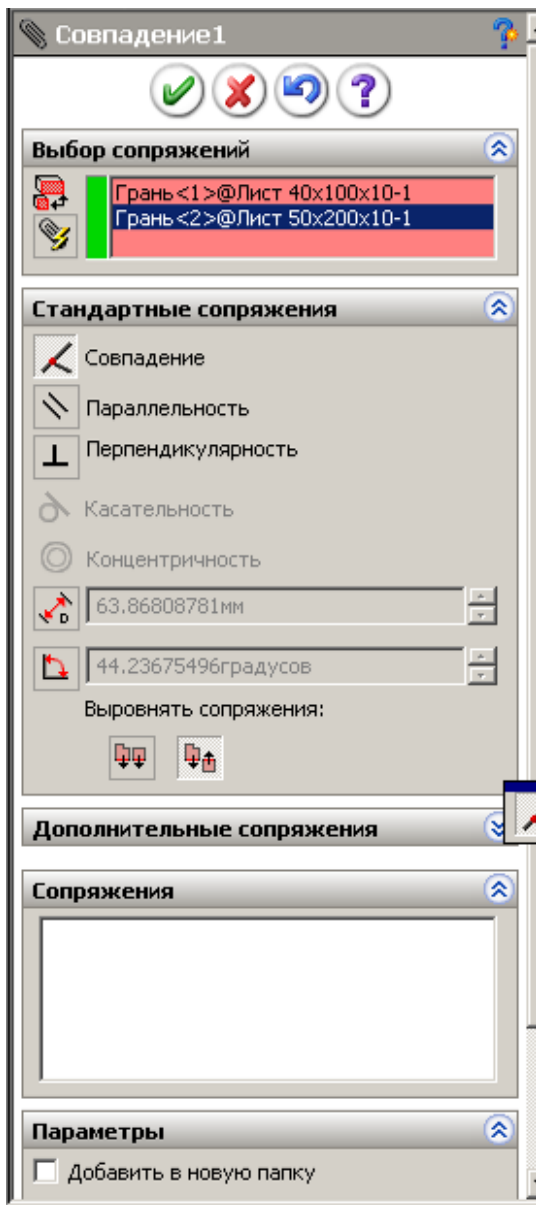 Совпадение1
Выбор сопряжений
Грань<1>@Лист 40x100x10-1
Грань<2>@Лист 50x200x10-1
Стандартные сопряжения
Совпадение
Параллельность
Перпендикулярность
Касательность
Концентричность
63.86808781мм
44.23675496градусов
Выровнять сопряжения:
Дополнительные сопряжения
Сопряжения
Параметры
Добавить в новую папку